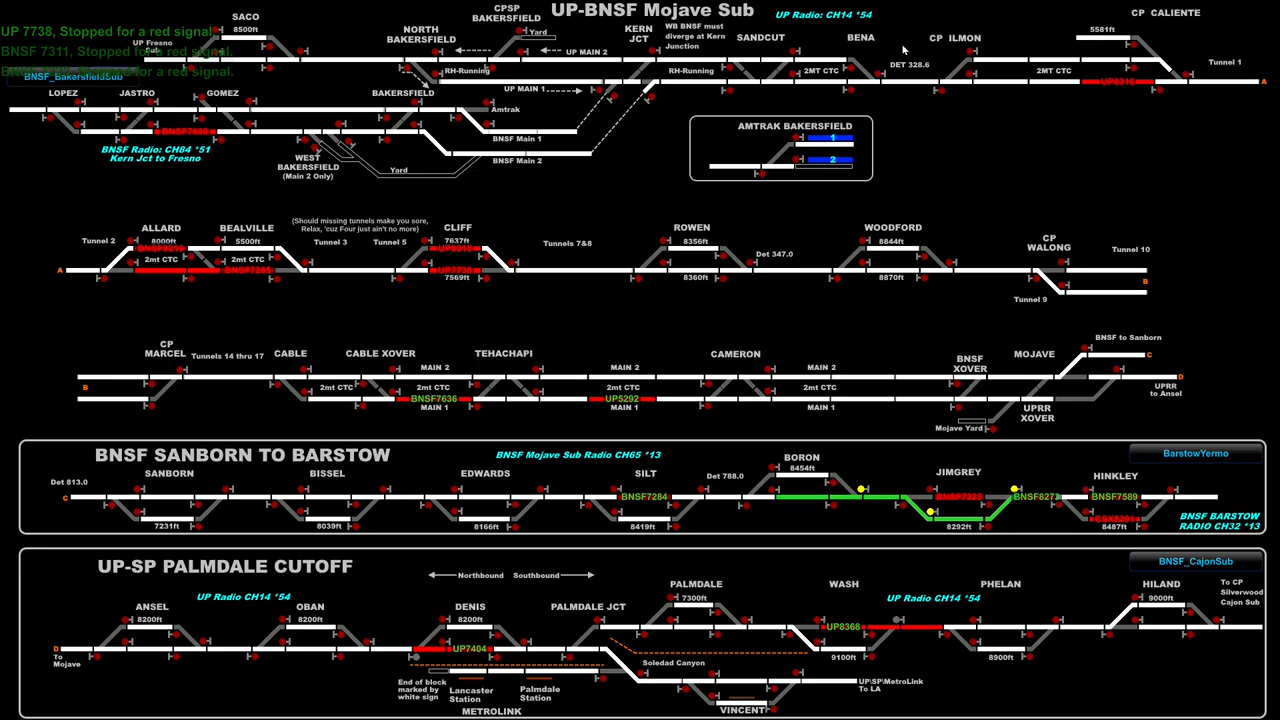 UP-BNSF Mojave Sub
UP Radio: CH14 *54
CP CALIENTE
SACO
8500ft
UP 7738, Stopped for a red signal.
UP Fresno
BNSF 7311, Stopped for a red signal.
BNSF_BakersfieldSub
CPSP
BAKERSFIELD
Yard
NORTH
BAKERSFIELD
UP MAIN 2
RH-Running
UP MAIN 1
KERN
JCT
WB BNSF must
diverge at Kern
Junction
RH-Running
SANDCUT
BENA
2MT CTC
DET 328.6
CP ILMON
2MT CTC
5581ft
Tunnel 1
A
LOPEZ
JASTRO
GOMEZ
BAKERSFIELD
Amtrak
BNSF Main 1
BNSF Main 2
BNSF Radio: CH84 *51
Kern Jct to Fresno
WEST
BAKERSFIELD
(Main 2 Only)
Yard
AMTRAK BAKERSFIELD
1
2
Tunnel 2
ALLARD
8000ft
2mt CTC
BEALVILLE
5500ft
2mt CTC
BNSF7285
(Should missing tunnels make you sore,
Relax, 'cuz Four just ain't no more)
Tunnel 3
Tunnel 5
CLIFF
7637ft
UP7738
7569ft
Tunnels 7&8
ROWEN
8356ft
8360ft
Det 347.0
WOODFORD
8844ft
8870ft
CP
WALONG
Tunnel 10
Tunnel 9
A
B
CP
MARCEL
Tunnels 14 thru 17
CABLE
2mt CTC
CABLE XOVER
MAIN 2
2mt CTC
BNSF7636
MAIN 1
TEHACHAPI
MAIN 2
2mt CTC
UP5292
MAIN 1
CAMERON
MAIN 2
2mt CTC
MAIN 1
BNSF
XOVER
MOJAVE
BNSF to Sanborn
C
D
UPRR
to Ansel
UPRR
XOVER
Mojave Yard
B
BNSF SANBORN TO BARSTOW
BNSF Mojave Sub Radio CH65 *13
BarstowYermo
Det 813.0
C
SANBORN
7231ft
BISSEL
8039ft
EDWARDS
8166ft
SILT
BNSF7284
8419ft
Det 788.0
BORON
8454ft
JIMGREY
BNSF7223
8292ft
BNSF8273
HINKLEY
BNSF7589
8487ft
BNSF BARSTOW
RADIO CH32 *13
UP-SP PALMDALE CUTOFF
Northbound
Southbound
BNSF_CajonSub
UP Radio CH14 *54
UP Radio CH14 *54
ANSEL
8200ft
OBAN
8200ft
DENIS
8200ft
UP7404
PALMDALE JCT
PALMDALE
7300ft
WASH
UP8368
9100ft
PHELAN
8900ft
HILAND
9000ft
To CP
Silverwood
Cajon Sub
D
To
Mojave
End of block
marked by
white sign
Lancaster
Station
Palmdale
Station
METROLINK
Soledad Canyon
VINCENT
UP\SP\MetroLink
To LA